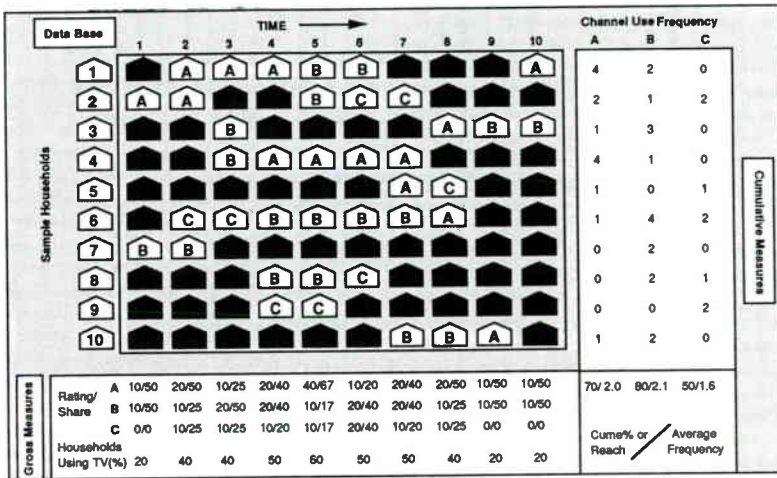 Data Base
TIME
Channel Use Frequency
1 2 3 4 5 6 7 8 9 10 A B C
1 A A A B B A 4 2 0
2 A A B C C 2 1 2
3 B A B B 1 3 0
4 B A A A A 4 1 0
5 A C 1 0 1
6 C C B B B B A 1 4 2
7 B B 0 2 0
8 B B C 0 2 1
9 C C 0 0 2
10 B B A 1 2 0
Sample Households
Cumulative Measures
Gross Measures
Rating/
Share
A 10/50 20/50 10/25 20/40 40/67 10/20 20/40 20/50 10/50 10/50 70/2.0 80/2.1 50/1.6
B 10/50 10/25 20/50 20/40 10/17 20/40 20/40 10/25 10/50 10/50
C 0/0 10/25 10/25 10/20 10/17 20/40 10/20 10/25 0/0 0/0
Households
Using TV(%) 20 40 40 50 60 50 50 40 20 20
Cume% or
Reach
Average
Frequency